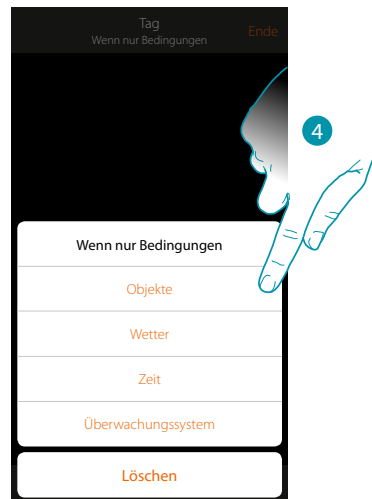 Tag
Wenn nur Bedingungen
Ende
4
Wenn nur Bedingungen
Objekte
Wetter
Zeit
Überwachungssystem
Löschen